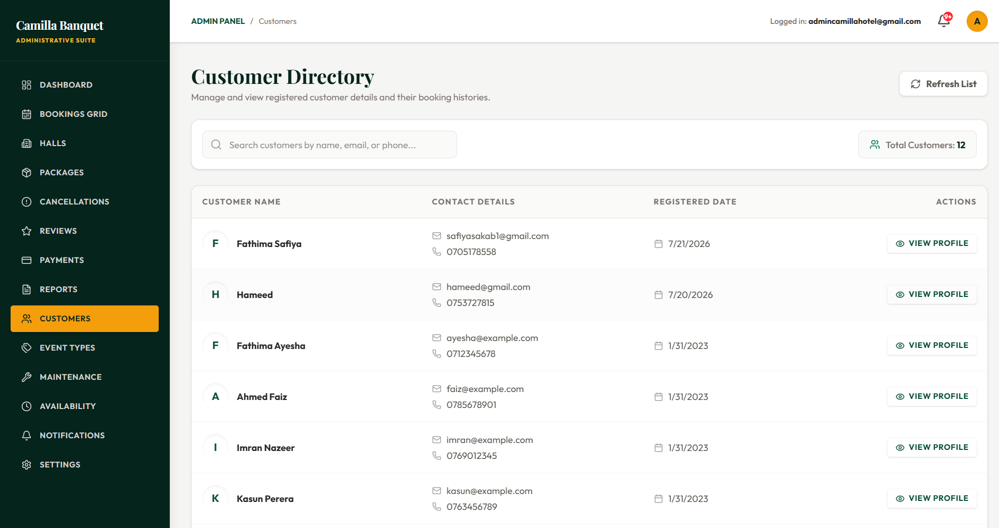 Camilla Banquet
ADMINISTRATIVE SUITE
DASHBOARD
BOOKINGS GRID
HALLS
PACKAGES
CANCELLATIONS
REVIEWS
PAYMENTS
REPORTS
CUSTOMERS
EVENT TYPES
MAINTENANCE
AVAILABILITY
NOTIFICATIONS
SETTINGS
ADMIN PANEL / Customers
Logged in: admincamillahotel@gmail.com
9+
A
Customer Directory
Manage and view registered customer details and their booking histories.
Refresh List
Search customers by name, email, or phone...
Total Customers: 12
CUSTOMER NAME CONTACT DETAILS REGISTERED DATE ACTIONS
F Fathima Safiya
safiyasakab1@gmail.com
0705178558
7/21/2026
VIEW PROFILE
H Hameed
hameed@gmail.com
0753727815
7/20/2026
VIEW PROFILE
F Fathima Ayesha
ayesha@example.com
0712345678
1/31/2023
VIEW PROFILE
A Ahmed Faiz
faiz@example.com
0785678901
1/31/2023
VIEW PROFILE
I Imran Nazeer
imran@example.com
0769012345
1/31/2023
VIEW PROFILE
K Kasun Perera
kasun@example.com
0763456789
1/31/2023
VIEW PROFILE